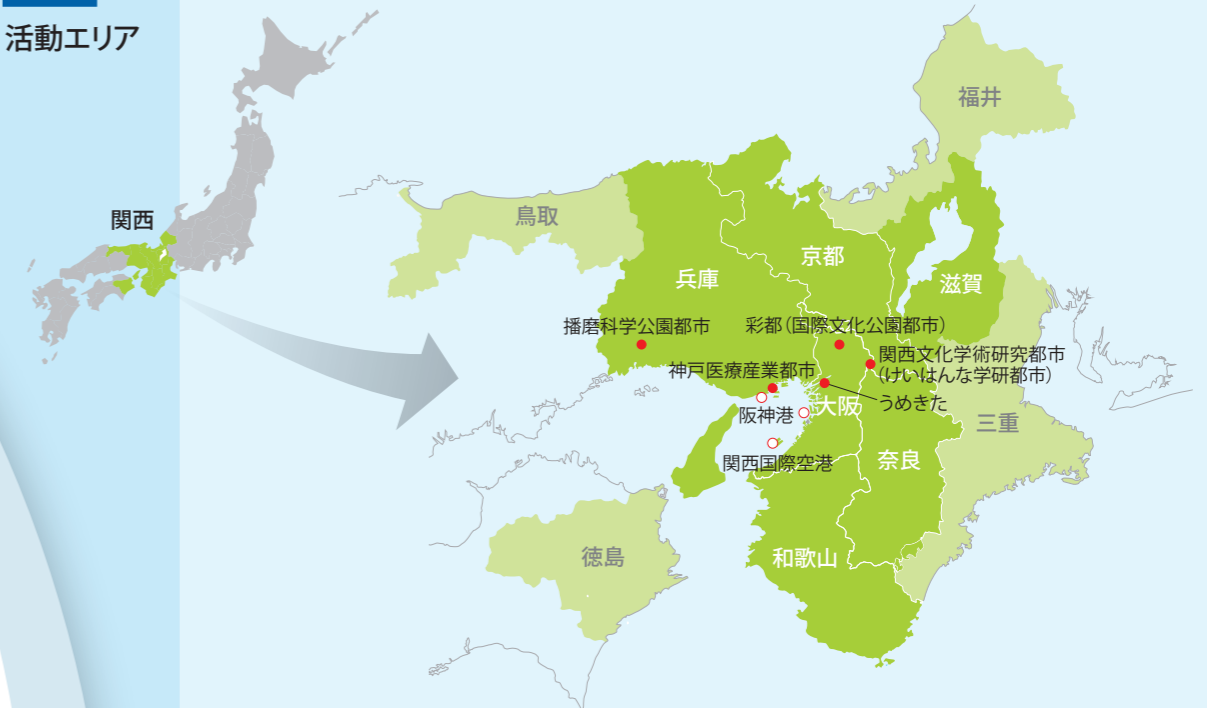 活動エリア
関西
福井
鳥取
京都
兵庫
滋賀
播磨科学公園都市
彩都(国際文化公園都市)
関西文化学術研究都市
(けいはんな学研都市)
神戸医療産業都市
うめきた
大阪
阪神港
三重
関西国際空港
奈良
徳島
和歌山